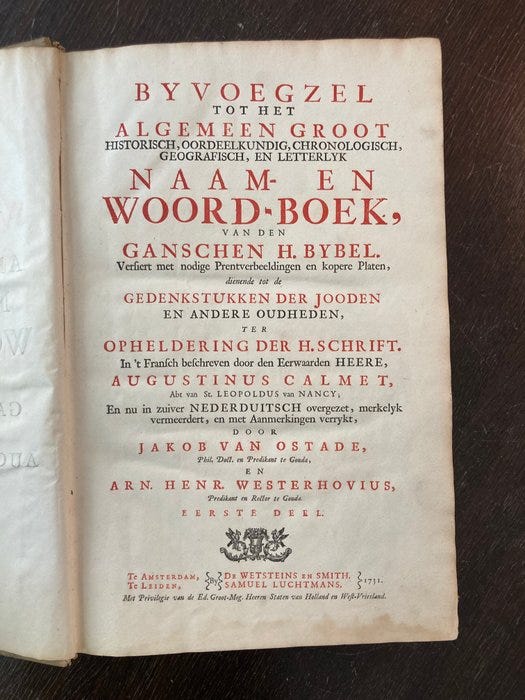 BYVOEGZEL
TOT HET
ALGEMEEN GROOT
HISTORISCH, OORDEELKUNDIG, CHRONOLOGISCH,
GEOGRAFISCH, EN LETTERLYK
NAAM- EN
WOORD-BOEK,
VAN DEN
GANSCHEN H. BYBEL.
Versiert met nodige Prentverbeeldingen en kopere Platen,
dienende tot de
GEDENKSTUKKEN DER JOODEN
EN ANDERE OUDHEDEN,
TER
OPHELDERING DER H. SCHRIFT.
In 't Fransch beschreven door den Eerwaarden HEERE,
AUGUSTINUS CALMET,
Abt van St. LEOPOLDUS van NANCY;
En nu in zuiver NEDERDUITSCH overgezet, merkelyk
vermeerdert, en met Aanmerkingen verrykt,
DOOR
JAKOB VAN OSTADE,
Phil. Doct. en Predikant te Gouda,
EN
ARN. HENR. WESTERHOVIUS,
Predikant en Rector te Gouda.
EERSTE DEEL.
Te AMSTERDAM, By DE WETSTEINS EN SMITH. 1731.
Te LEIDEN, SAMUEL LUCHTMANS.
Met Privilegie van de Ed. Groot-Mog. Heeren Staten van Holland en West-Vriesland.